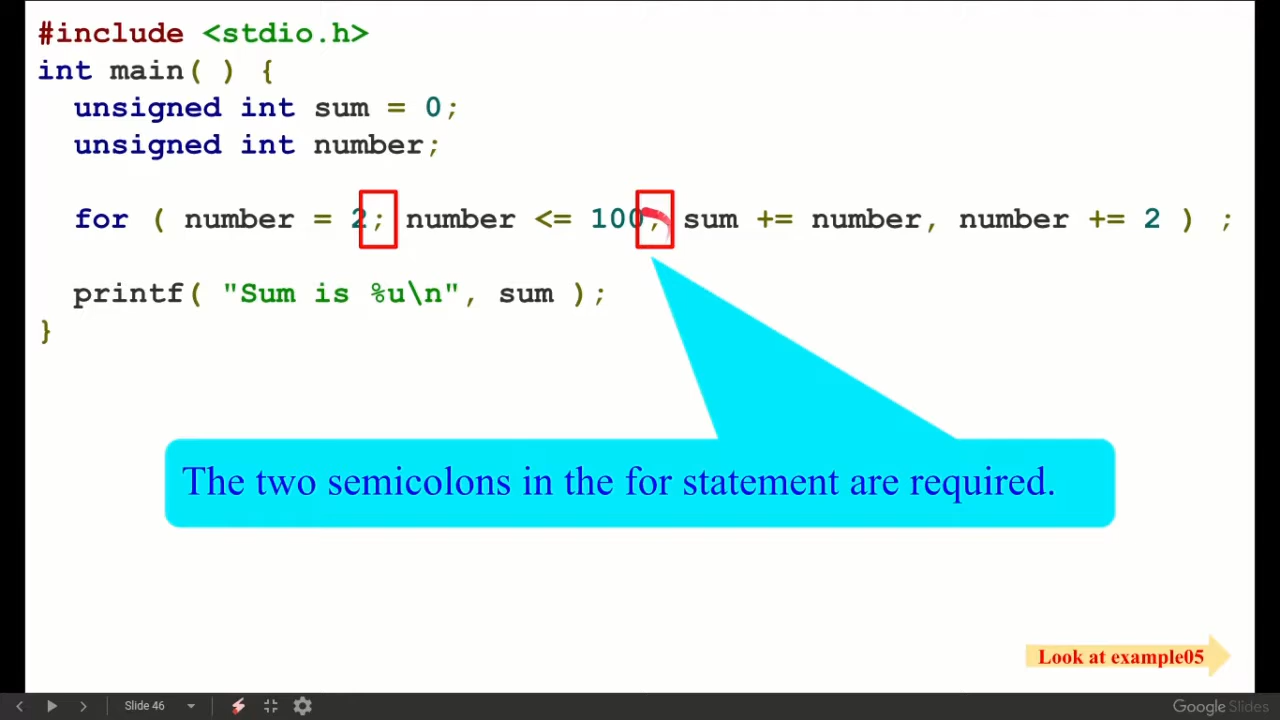 #include <stdio.h>
int main( ) {
unsigned int sum = 0;
unsigned int number;
for ( number = 2; number <= 100; sum += number, number += 2 ) ;
printf( "Sum is %u\n", sum );
}
The two semicolons in the for statement are required.
Look at example05
Slide 46
Google Slides